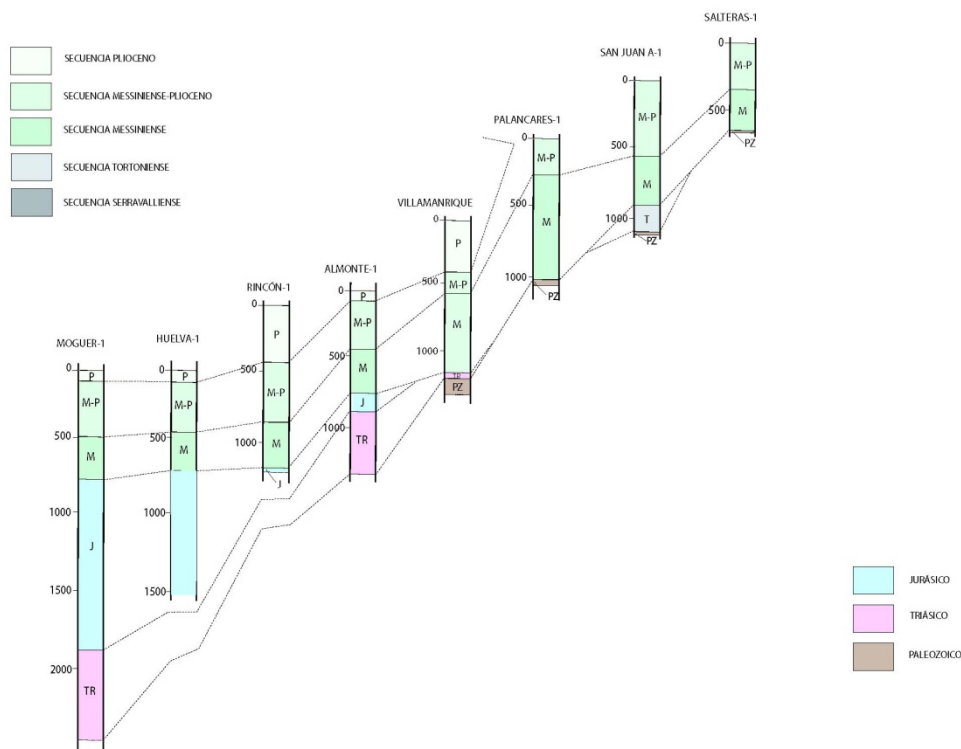 SECUENCIA PLIOCENO
SECUENCIA MESSINIENSE-PLIOCENO
SECUENCIA MESSINIENSE
SECUENCIA TORTONIENSE
SECUENCIA SERRAVALLIENSE
MOGUER-1
0
500
1000
1500
2000
P
M-P
M
J
TR
HUELVA-1
0
500
1000
1500
P
M-P
M
RINCÓN-1
0
500
1000
P
M-P
M
J
ALMONTE-1
0
500
1000
P
M-P
M
J
TR
VILLAMANRIQUE
0
500
1000
P
M-P
M
TR
PZ
PALANCARES-1
0
500
1000
M-P
M
PZ
SAN JUAN A-1
0
500
1000
M-P
M
T
PZ
SALTERAS-1
0
500
M-P
M
PZ
JURÁSICO
TRIÁSICO
PALEOZOICO